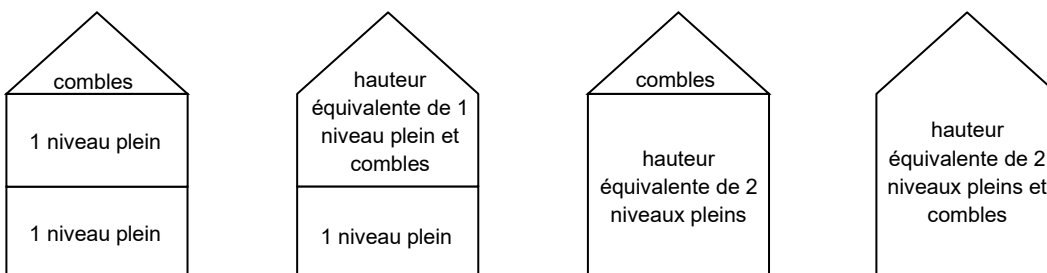 combles
1 niveau plein
1 niveau plein
hauteur
équivalente de 1
niveau plein et
combles
1 niveau plein
combles
hauteur
équivalente de 2
niveaux pleins
hauteur
équivalente de 2
niveaux pleins et
combles